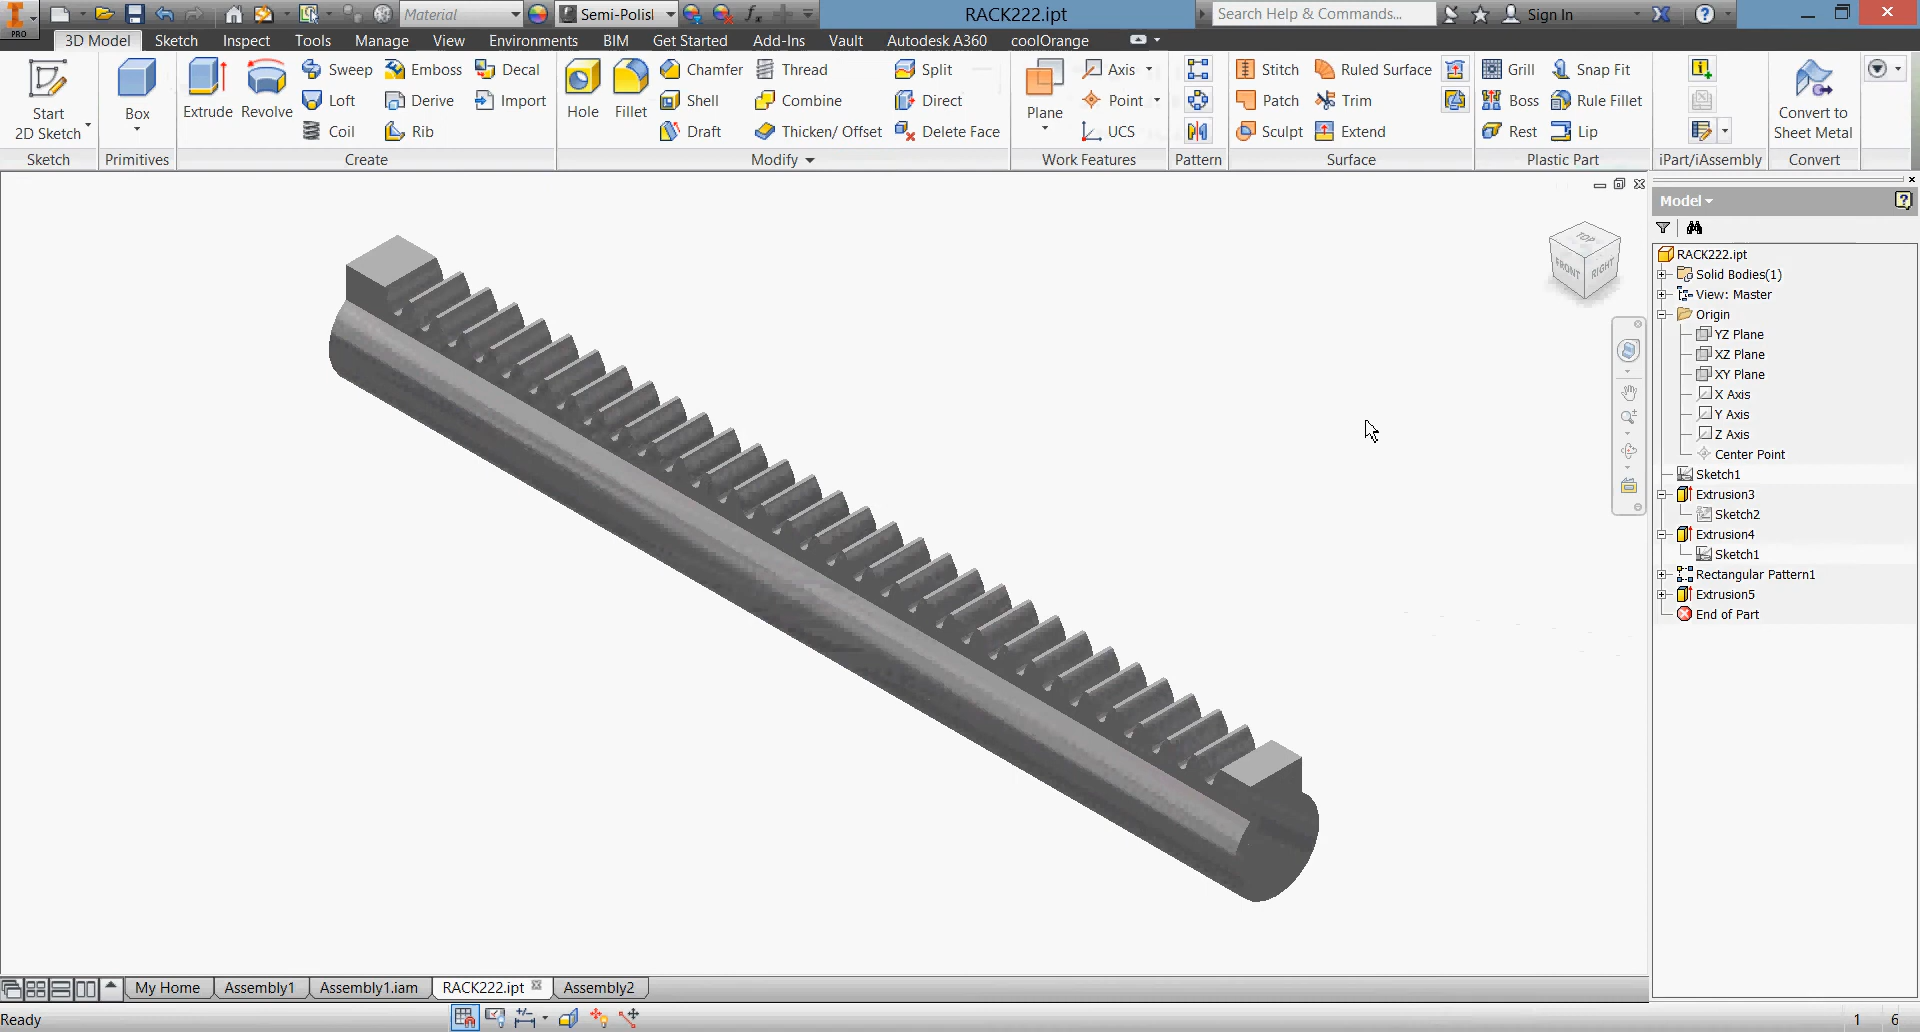 PRO Material Semi-Polisl RACK222.ipt Search Help & Commands... Sign In
3D Model Sketch Inspect Tools Manage View Environments BIM Get Started Add-Ins Vault Autodesk A360 coolOrange
Sweep Emboss Decal Chamfer Thread Split Axis Stitch Ruled Surface Grill Snap Fit
Start 2D Sketch Box Extrude Revolve Loft Derive Import Hole Fillet Shell Combine Direct Plane Point Patch Trim Boss Rule Fillet Convert to Sheet Metal
Coil Rib Draft Thicken/ Offset Delete Face UCS Sculpt Extend Rest Lip
Sketch Primitives Create Modify Work Features Pattern Surface Plastic Part iPart/iAssembly Convert
Model
TOP
FRONT RIGHT
RACK222.ipt
Solid Bodies(1)
View: Master
Origin
YZ Plane
XZ Plane
XY Plane
X Axis
Y Axis
Z Axis
Center Point
Sketch1
Extrusion3
Sketch2
Extrusion4
Sketch1
Rectangular Pattern1
Extrusion5
End of Part
My Home Assembly1 Assembly1.iam RACK222.ipt Assembly2
Ready 1 6